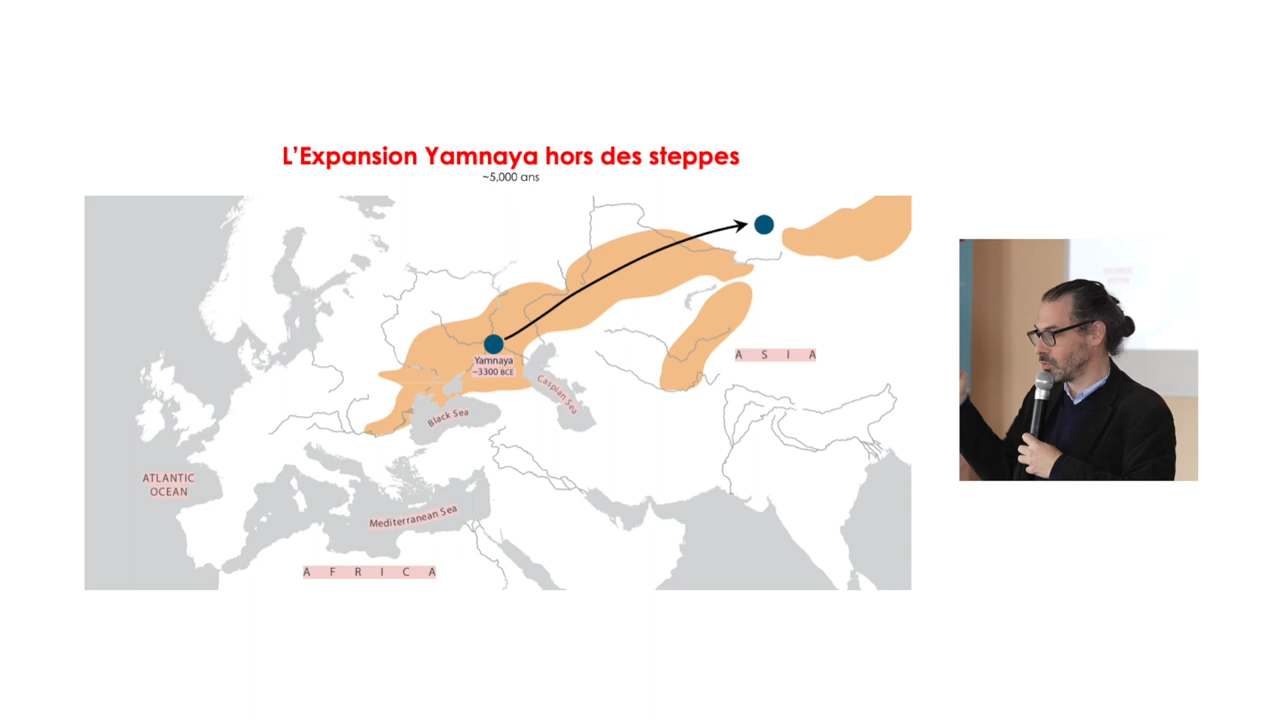 L'Expansion Yamnaya hors des steppes
~5,000 ans
Yamnaya
~3300 BCE
Caspian Sea
Black Sea
A S I A
ATLANTIC
OCEAN
Mediterranean Sea
A F R I C A